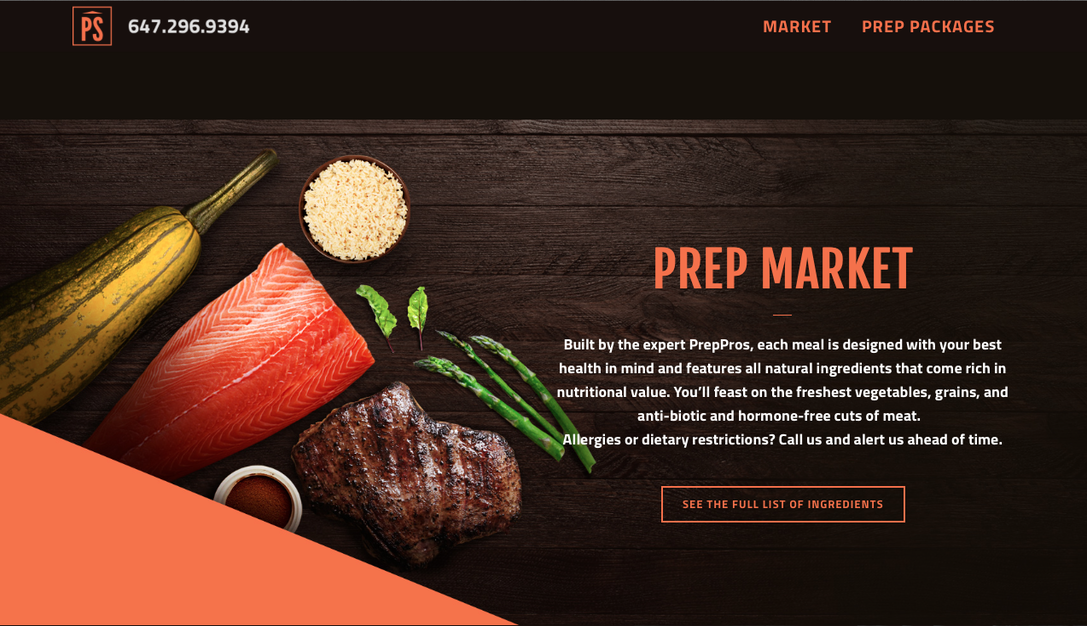 PS
647.296.9394
MARKET
PREP PACKAGES
PREP MARKET
Built by the expert PrepPros, each meal is designed with your best
health in mind and features all natural ingredients that come rich in
nutritional value. You'll feast on the freshest vegetables, grains, and
anti-biotic and hormone-free cuts of meat.
Allergies or dietary restrictions? Call us and alert us ahead of time.
SEE THE FULL LIST OF INGREDIENTS